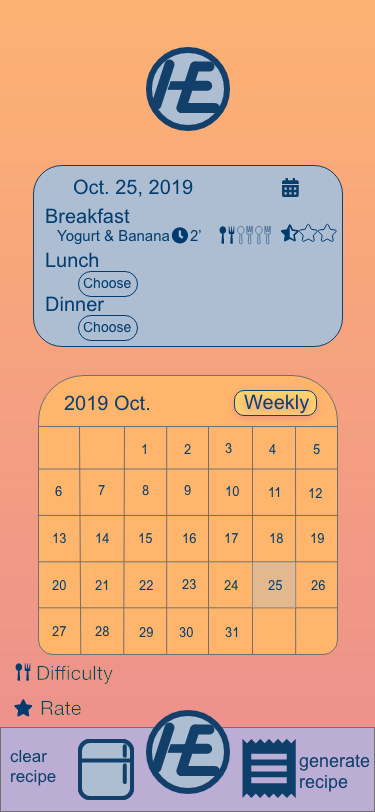 HE
Oct. 25, 2019
Breakfast
Yogurt & Banana 2'
Lunch
Choose
Dinner
Choose
2019 Oct. Weekly
1 2 3 4 5
6 7 8 9 10 11 12
13 14 15 16 17 18 19
20 21 22 23 24 25 26
27 28 29 30 31
Difficulty
Rate
HE
clear
recipe
generate
recipe